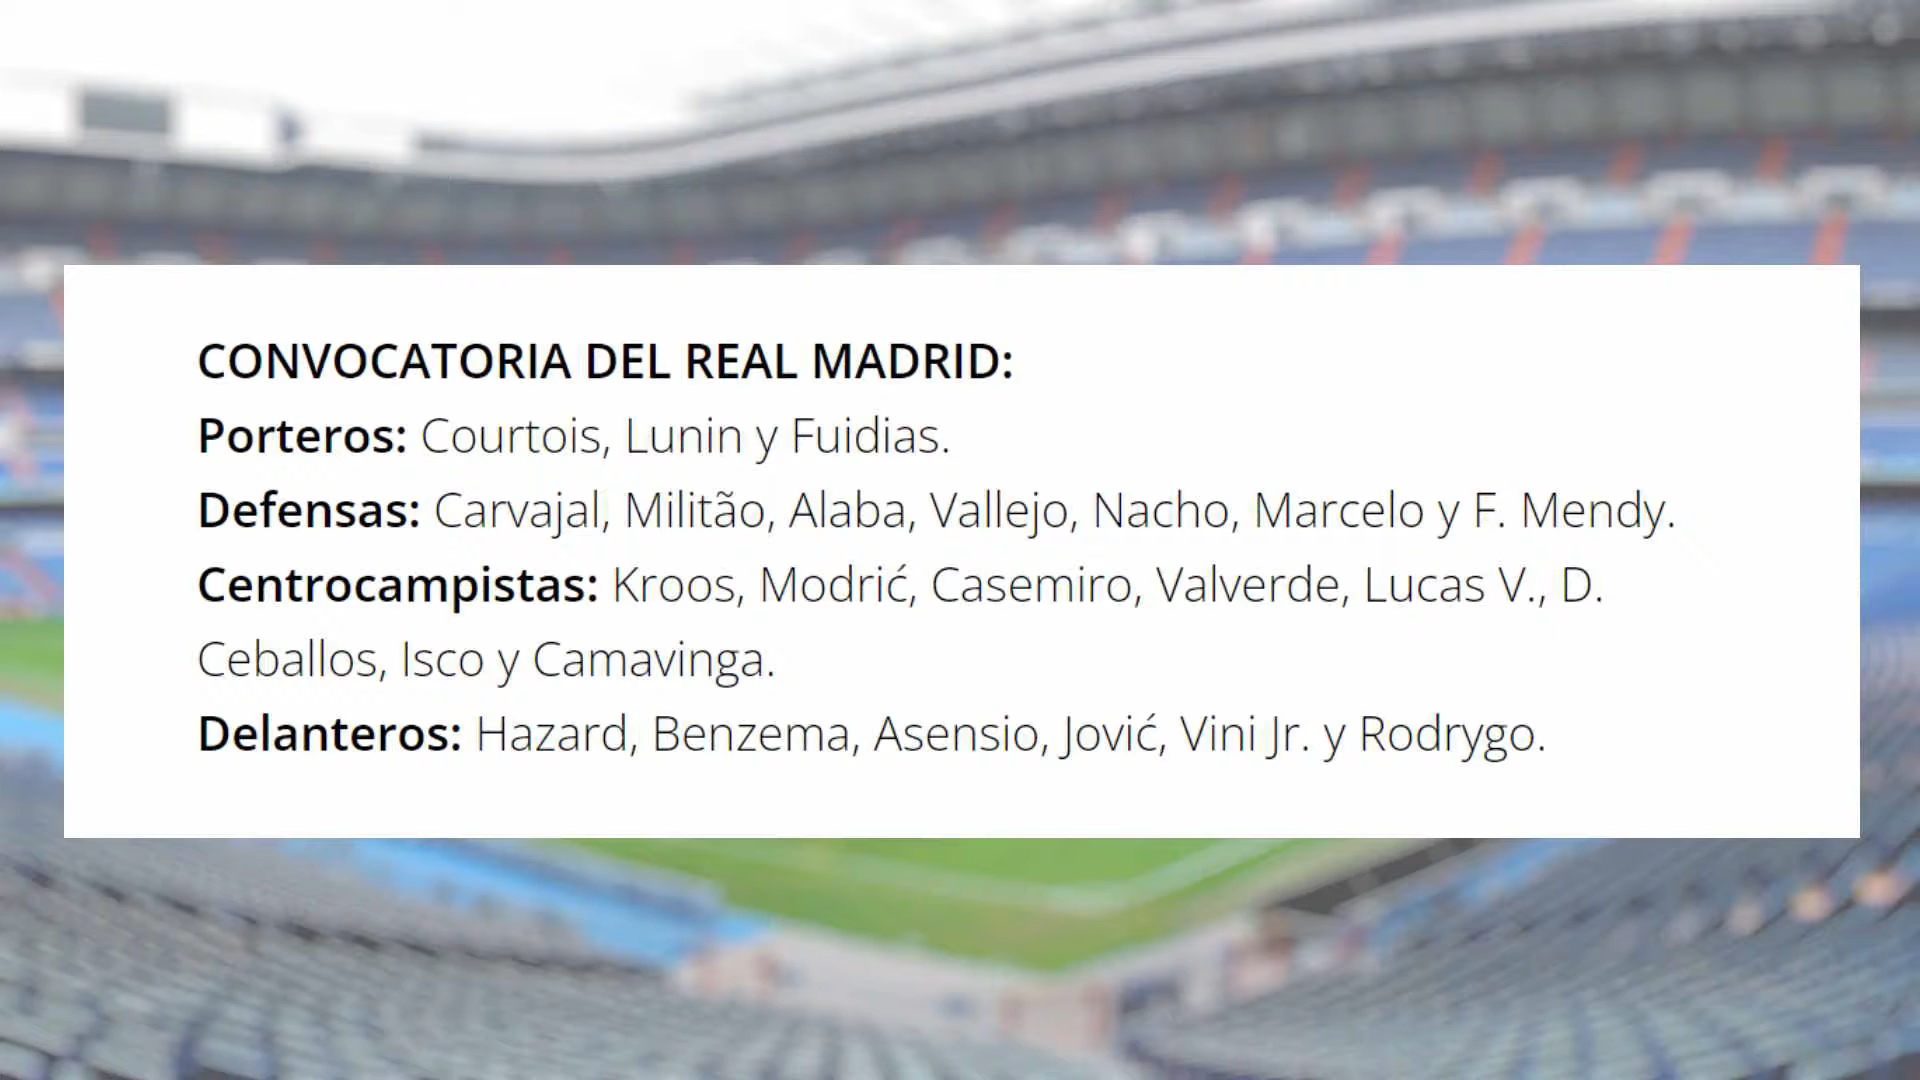 CONVOCATORIA DEL REAL MADRID:
Porteros: Courtois, Lunin y Fuidias.
Defensas: Carvajal, Militão, Alaba, Vallejo, Nacho, Marcelo y F. Mendy.
Centrocampistas: Kroos, Modrić, Casemiro, Valverde, Lucas V., D.
Ceballos, Isco y Camavinga.
Delanteros: Hazard, Benzema, Asensio, Jović, Vini Jr. y Rodrygo.